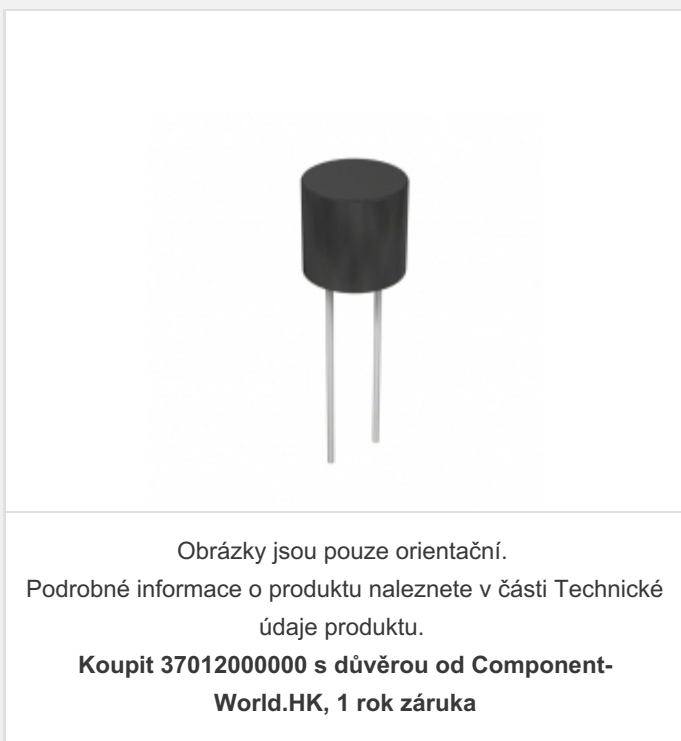 Obrázky jsou pouze orientační.
Podrobné informace o produktu naleznete v části Technické
údaje produktu.
Koupit 37012000000 s důvěrou od Component-
World.HK, 1 rok záruka